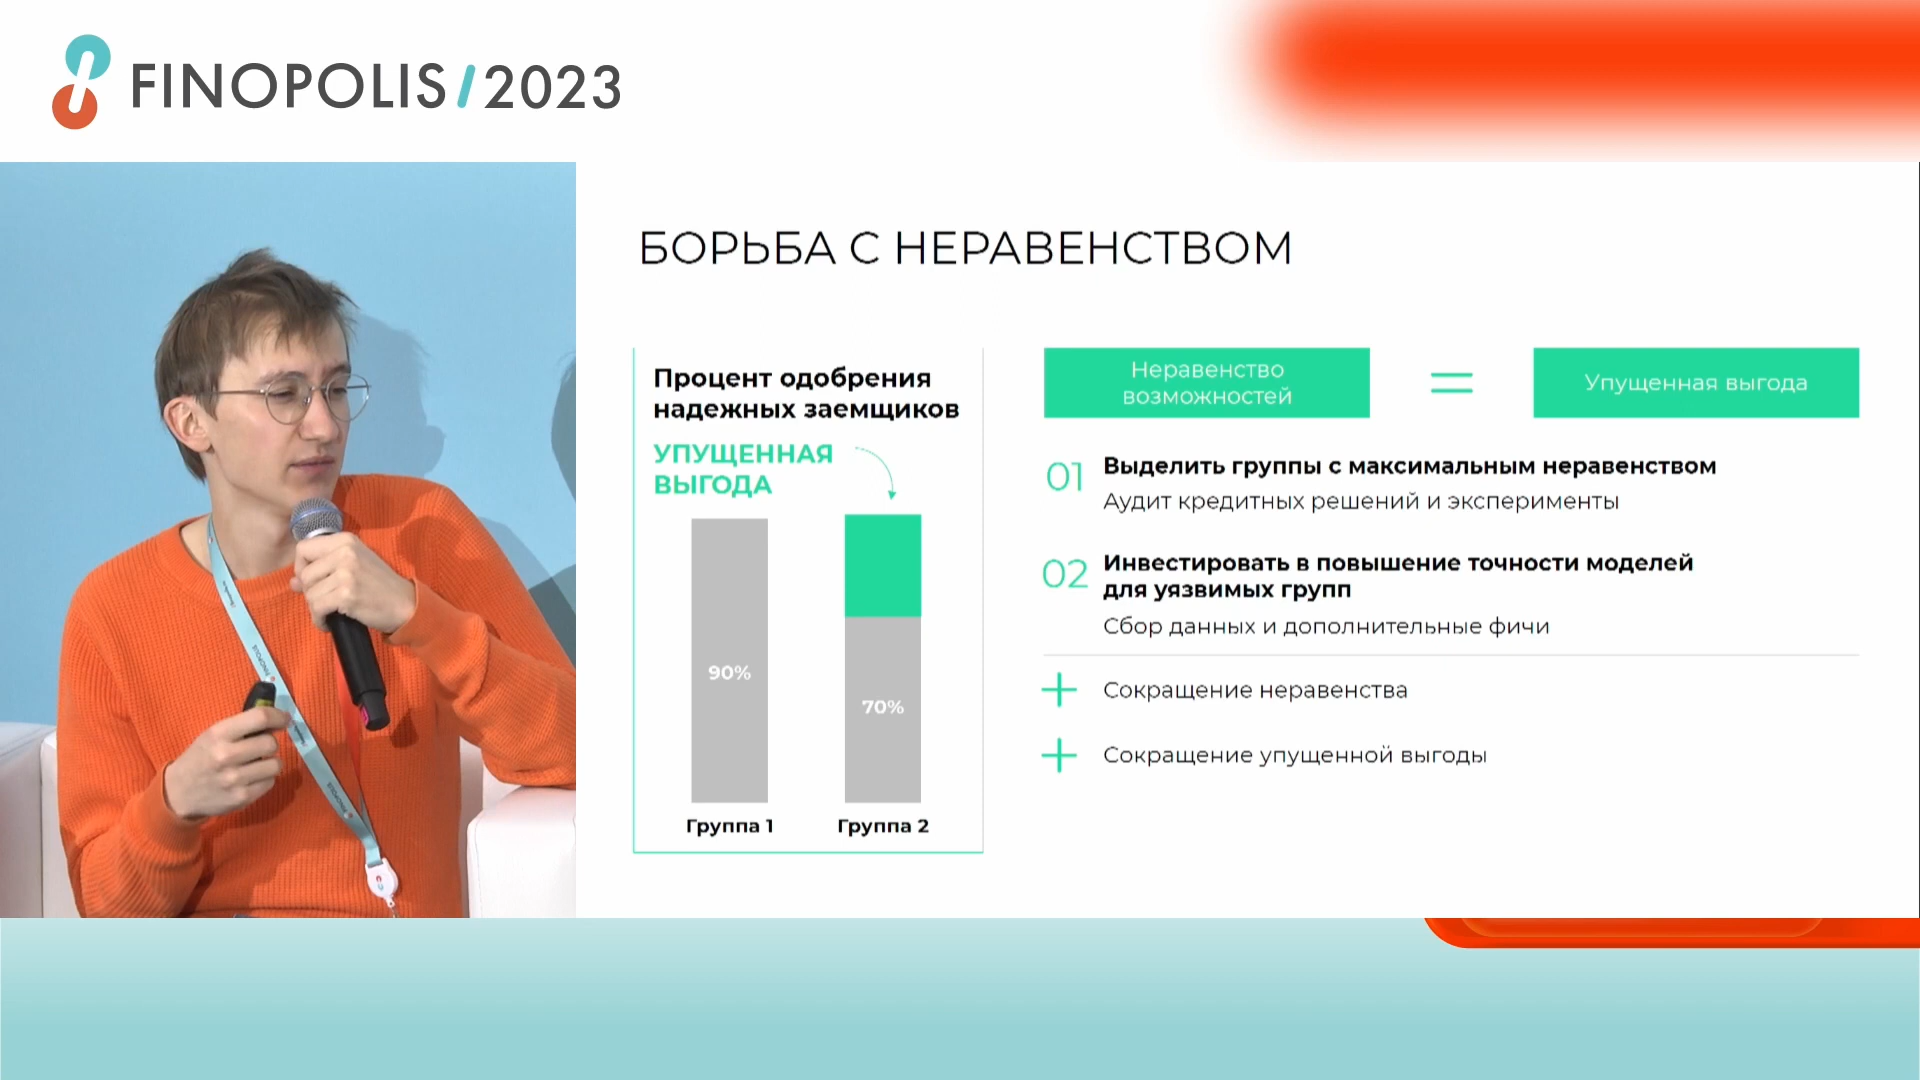 FINOPOLIS/2023
БОРЬБА С НЕРАВЕНСТВОМ
Процент одобрения
надежных заемщиков
УПУЩЕННАЯ
ВЫГОДА
90%
70%
Группа 1
Группа 2
Неравенство
возможностей
=
Упущенная выгода
01
Выделить группы с максимальным неравенством
Аудит кредитных решений и эксперименты
02
Инвестировать в повышение точности моделей
для уязвимых групп
Сбор данных и дополнительные фичи
+ Сокращение неравенства
+ Сокращение упущенной выгоды